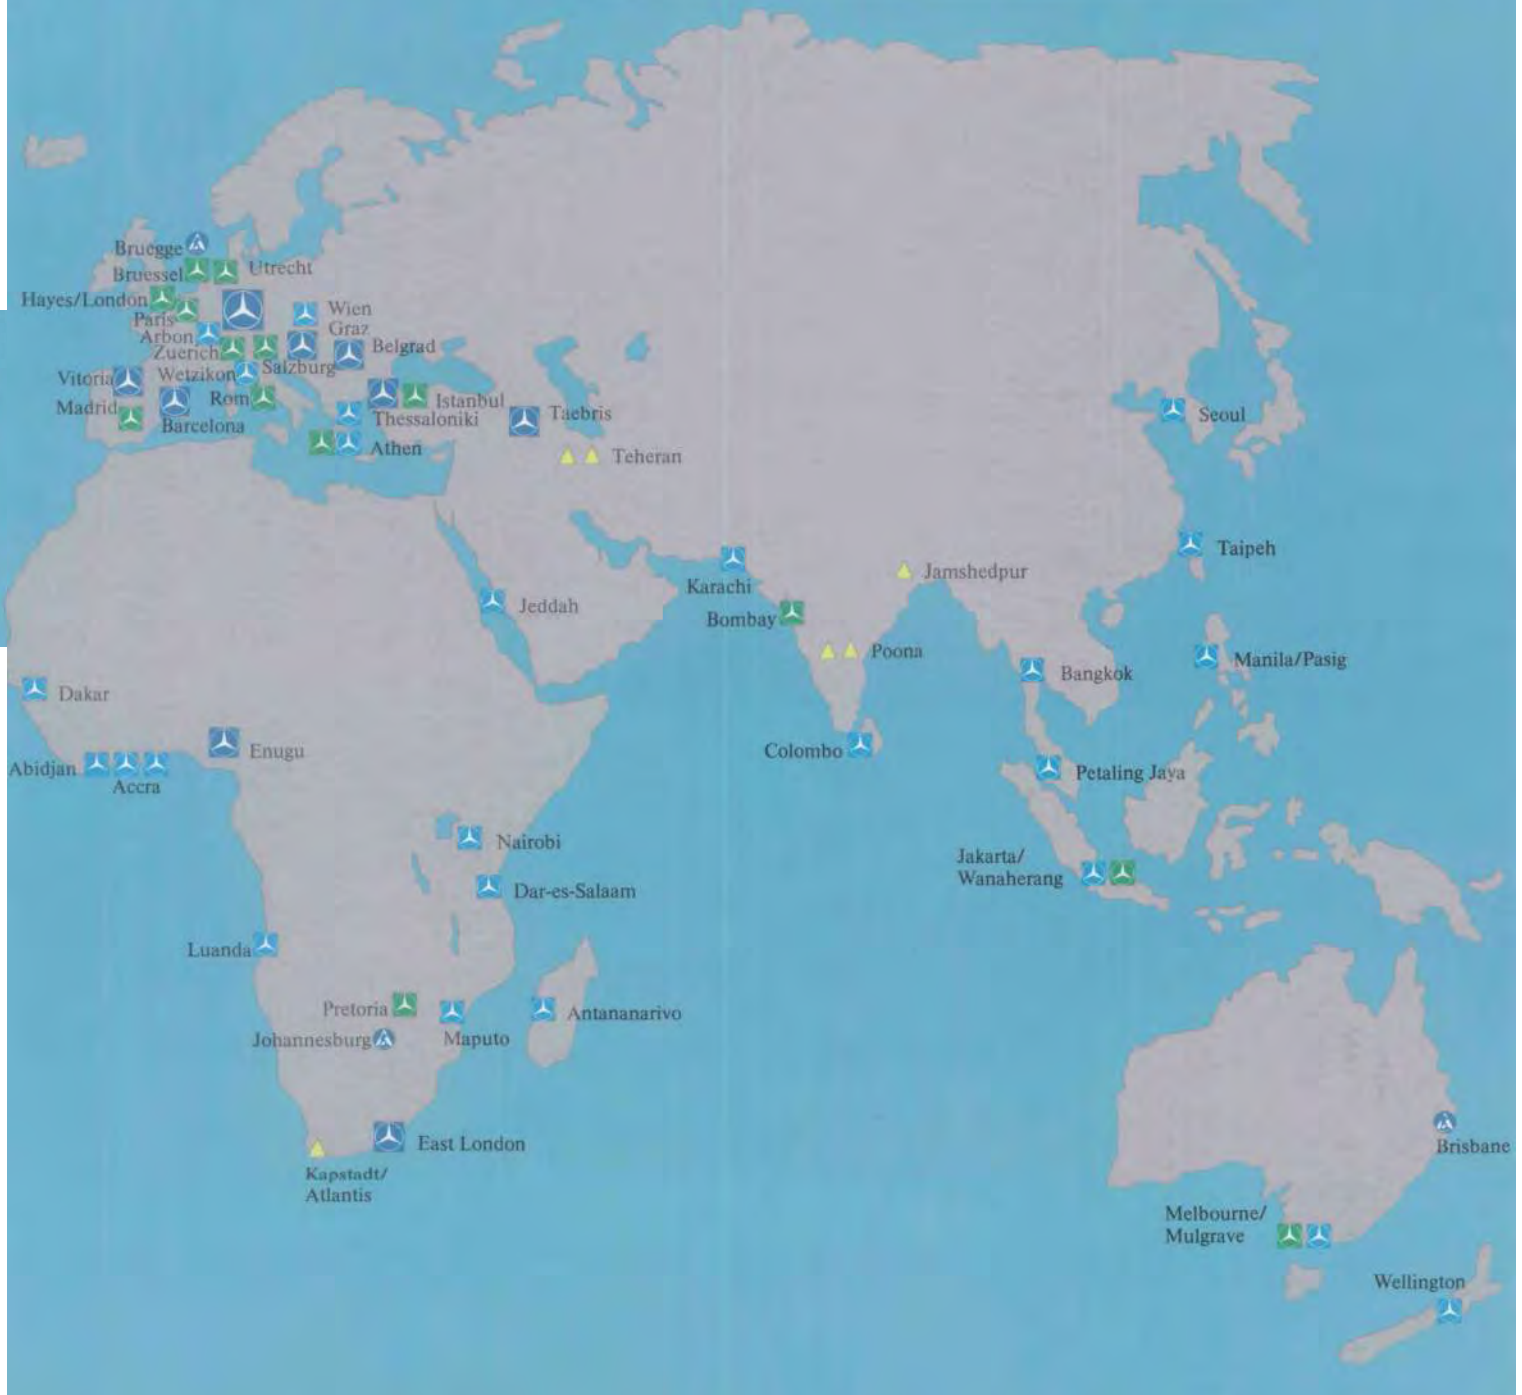 Bruegge
Bruessel
Utrecht
Hayes/London
Paris
Wien
Arbon
Graz
Zuerich
Belgrad
Salzburg
Vitoria
Wetzikon
Rom
Istanbul
Madrid
Barcelona
Thessaloniki
Taebris
Athen
Teheran
Seoul
Taipeh
Karachi
Jamshedpur
Jeddah
Bombay
Poona
Manila/Pasig
Bangkok
Dakar
Enugu
Colombo
Abidjan
Accra
Petaling Jaya
Nairobi
Jakarta/
Wanaherang
Dar-es-Salaam
Luanda
Pretoria
Antananarivo
Johannesburg
Maputo
East London
Brisbane
Kapstadt/
Atlantis
Melbourne/
Mulgrave
Wellington